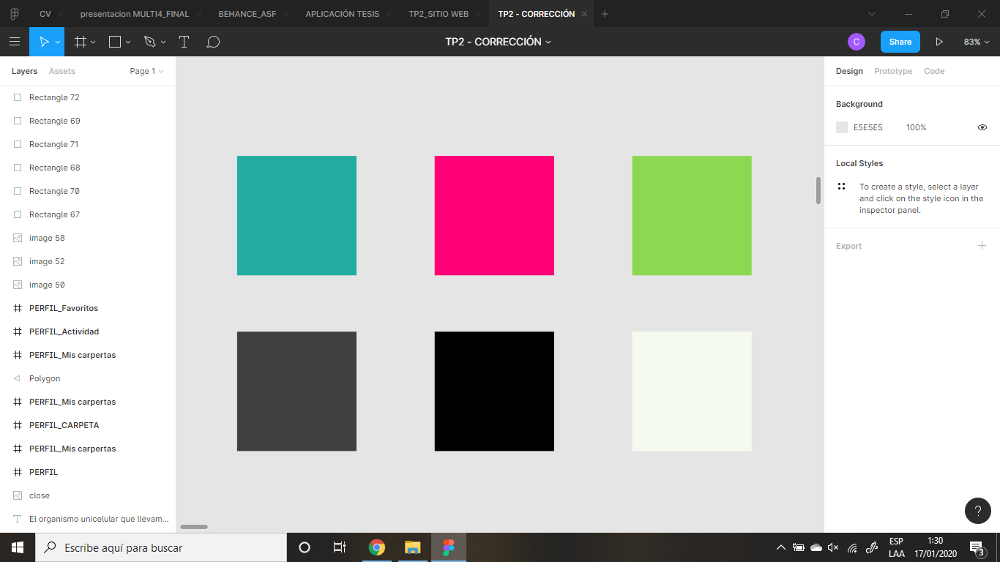 CV
presentacion MULTI4_FINAL
BEHANCE_ASF
APLICACIÓN TESIS
TP2_SITIO WEB
TP2 - CORRECCIÓN
TP2 - CORRECCIÓN
C
Share
83%
Layers
Assets
Page 1
Rectangle 72
Rectangle 69
Rectangle 71
Rectangle 68
Rectangle 70
Rectangle 67
image 58
image 52
image 50
PERFIL_Favoritos
PERFIL_Actividad
PERFIL_Mis carpertas
Polygon
PERFIL_Mis carpertas
PERFIL_CARPETA
PERFIL_Mis carpertas
PERFIL
close
El organismo unicelular que llevam...
Design
Prototype
Code
Background
E5E5E5
100%
Local Styles
To create a style, select a layer
and click on the style icon in the
inspector panel.
Export
?
Escribe aquí para buscar
ESP
LAA
1:30
17/01/2020
3